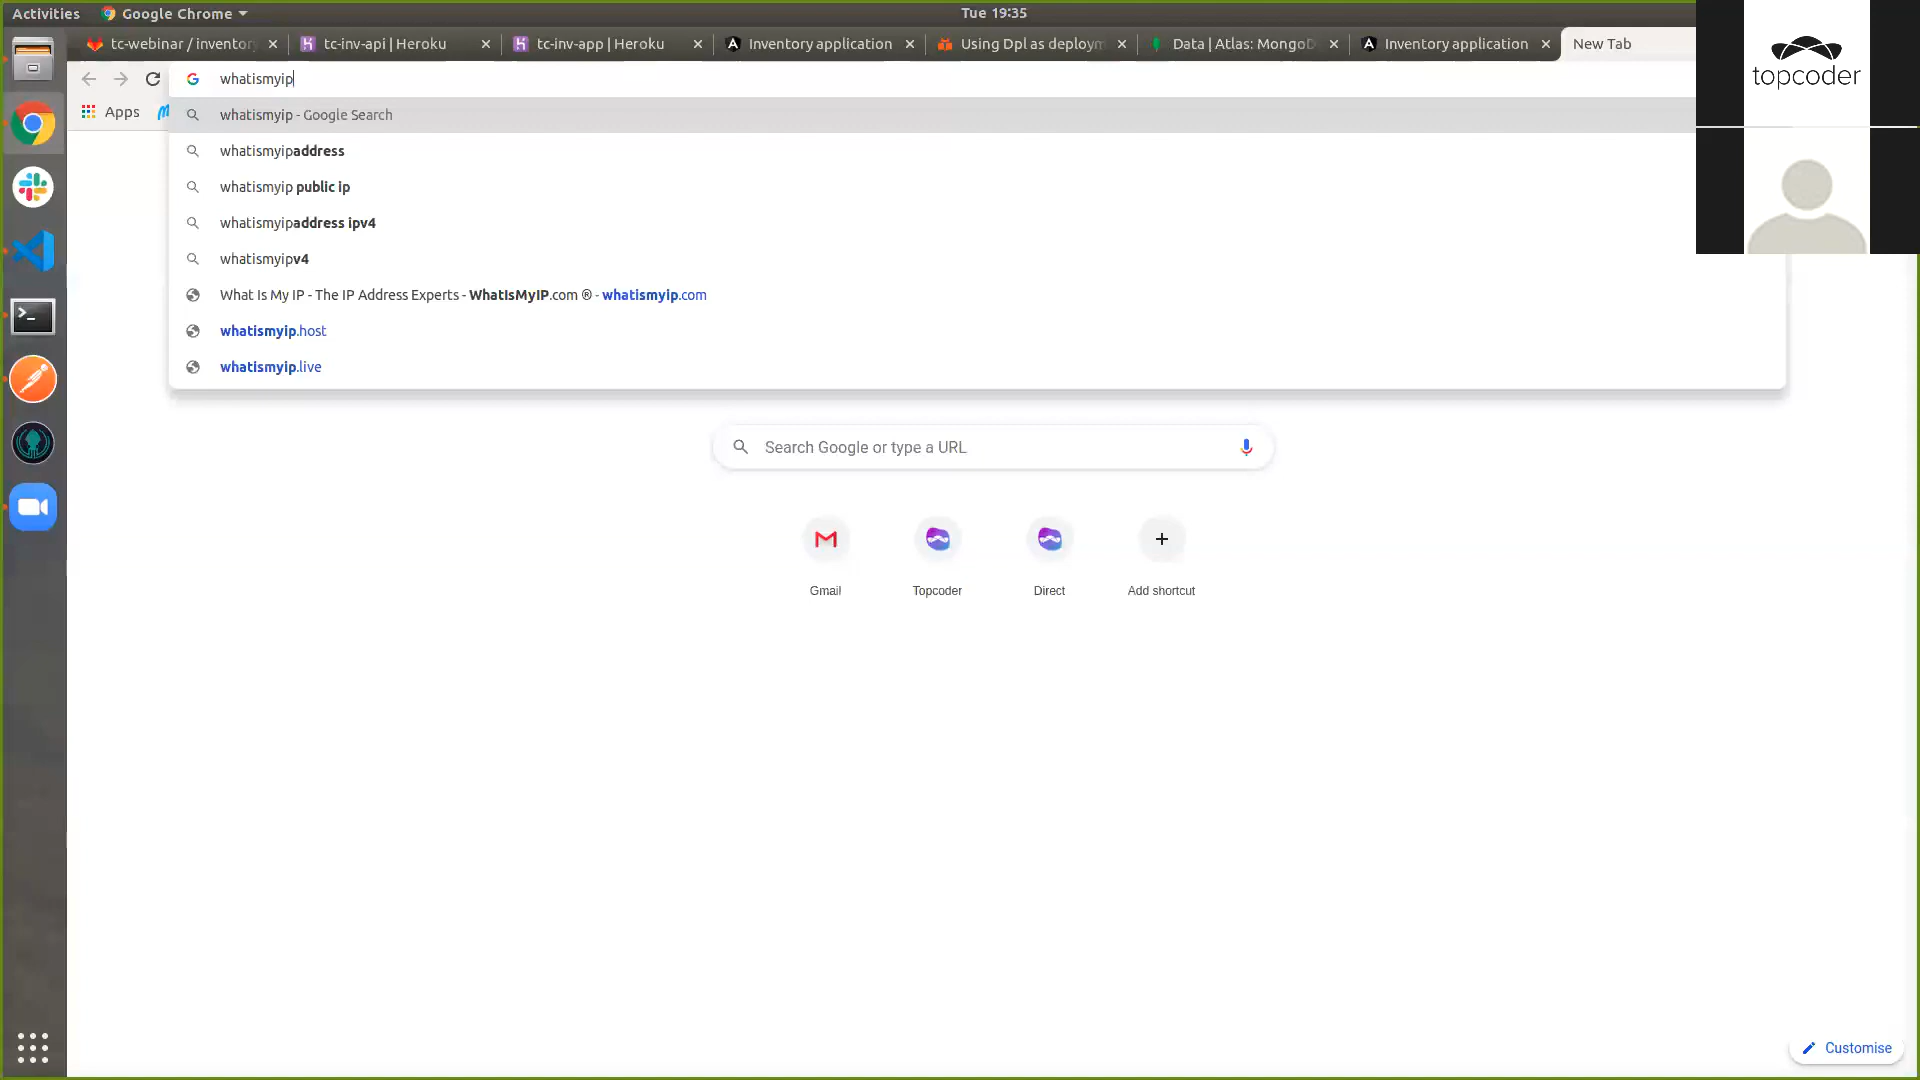 Activities
Google Chrome
Tue 19:35
tc-webinar / inventor
tc-inv-api | Heroku
tc-inv-app | Heroku
Inventory application
Using Dpl as deploym
Data | Atlas: MongoD
Inventory application
New Tab
whatismyip
Apps
whatismyip - Google Search
whatismyipaddress
whatismyip public ip
whatismyipaddress ipv4
whatismyipv4
What Is My IP - The IP Address Experts - WhatIsMyIP.com ® - whatismyip.com
whatismyip.host
whatismyip.live
topcoder
Search Google or type a URL
Gmail
Topcoder
Direct
Add shortcut
Customise